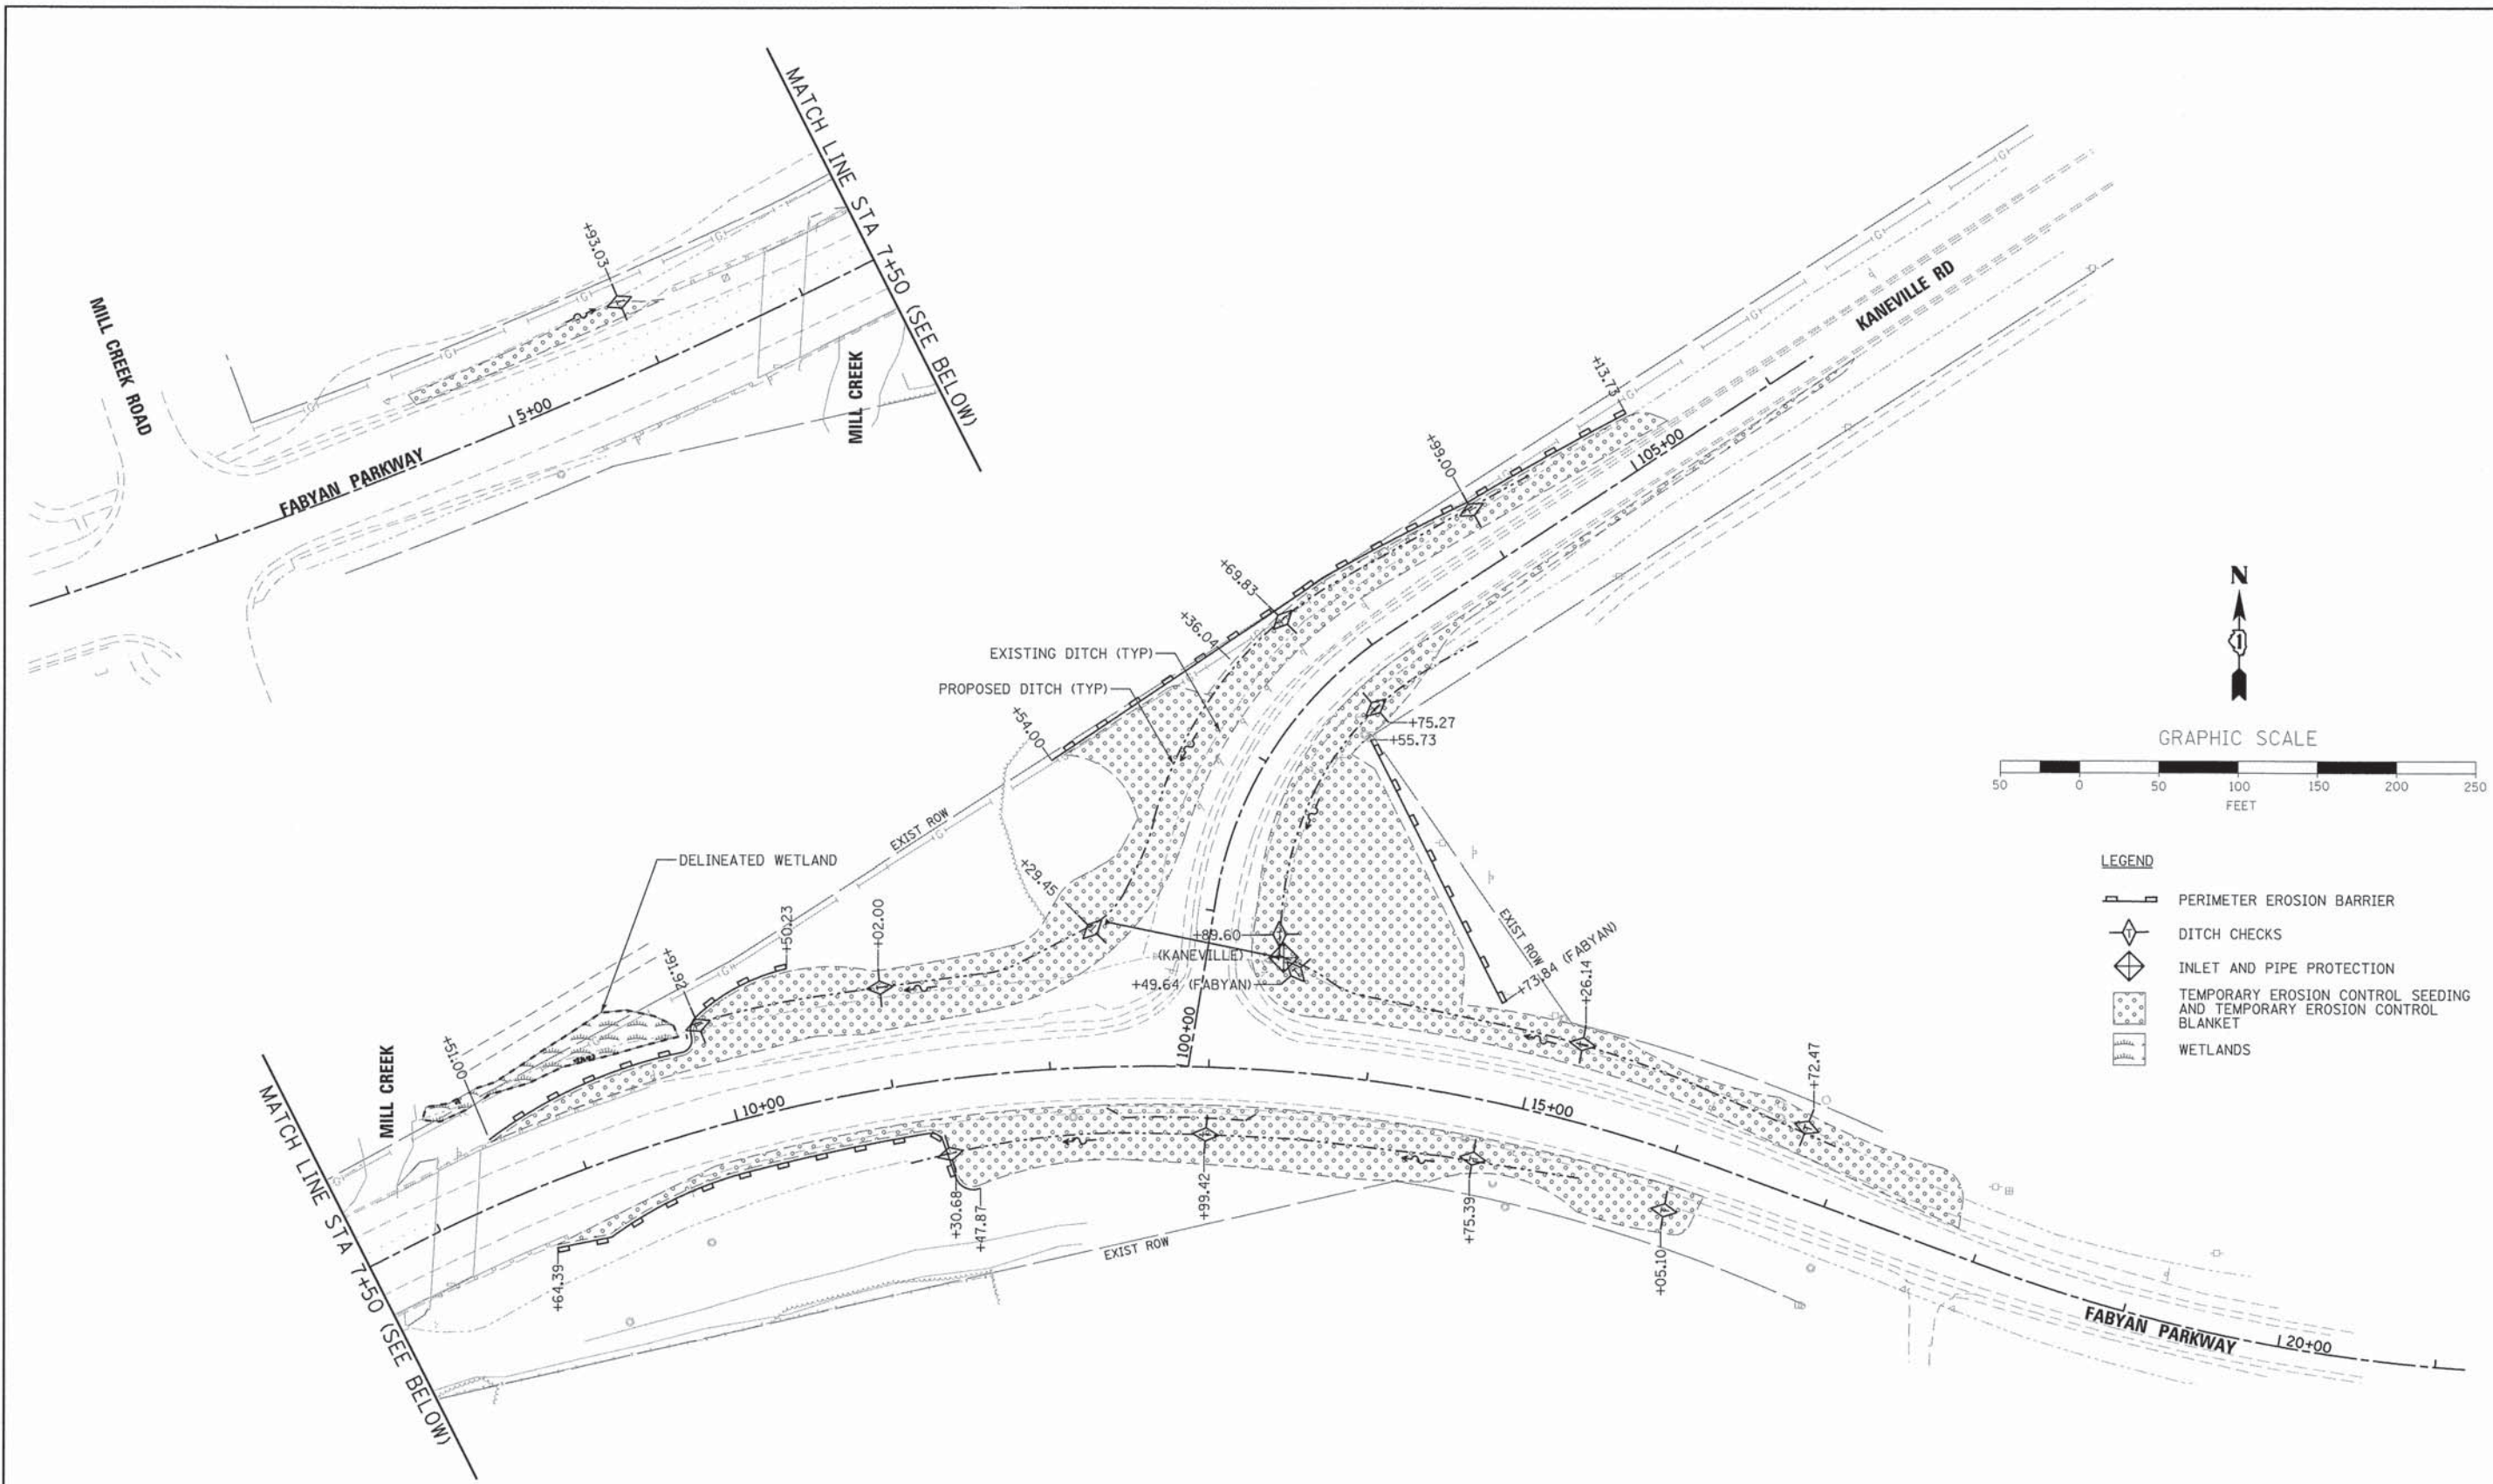 MATCH LINE STA 7+50 (SEE BELOW)
+93.03
MILL CREEK ROAD
5+00
FABYAN PARKWAY
MILL CREEK
KANEVILLE RD
+13.73
+99.00
105+00
+69.83
+36.04
EXISTING DITCH (TYP)
PROPOSED DITCH (TYP)
+54.00
+75.27
+55.73
N
GRAPHIC SCALE
50 0 50 100 150 200 250
FEET
EXIST ROW
DELINEATED WETLAND
+29.45
+50.23
+02.00
+91.92
+51.00
+89.60
(KANEVILLE)
+49.64 (FABYAN)
EXIST ROW
+73.84 (FABYAN)
+26.14
+72.47
LEGEND
PERIMETER EROSION BARRIER
DITCH CHECKS
INLET AND PIPE PROTECTION
TEMPORARY EROSION CONTROL SEEDING
AND TEMPORARY EROSION CONTROL
BLANKET
WETLANDS
MILL CREEK
MATCH LINE STA 7+50 (SEE BELOW)
100+00
10+00
15+00
+64.39
+30.68
+47.87
+99.42
+75.39
+05.10
EXIST ROW
FABYAN PARKWAY
20+00